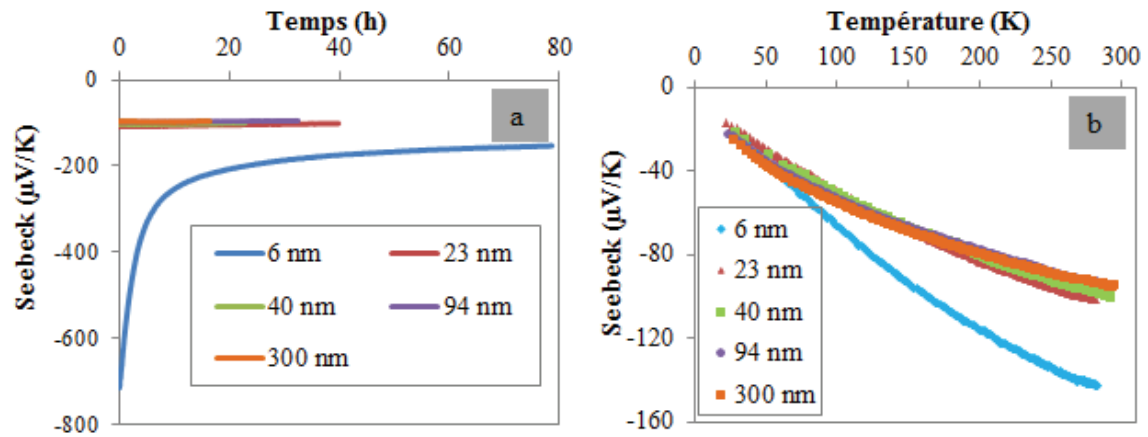 Temps (h)
0 20 40 60 80
0
-200
-400
-600
-800
Seebeck (µV/K)
a
6 nm 23 nm
40 nm 94 nm
300 nm
Température (K)
0 50 100 150 200 250 300
0
-40
-80
-120
-160
Seebeck (µV/K)
b
6 nm
23 nm
40 nm
94 nm
300 nm